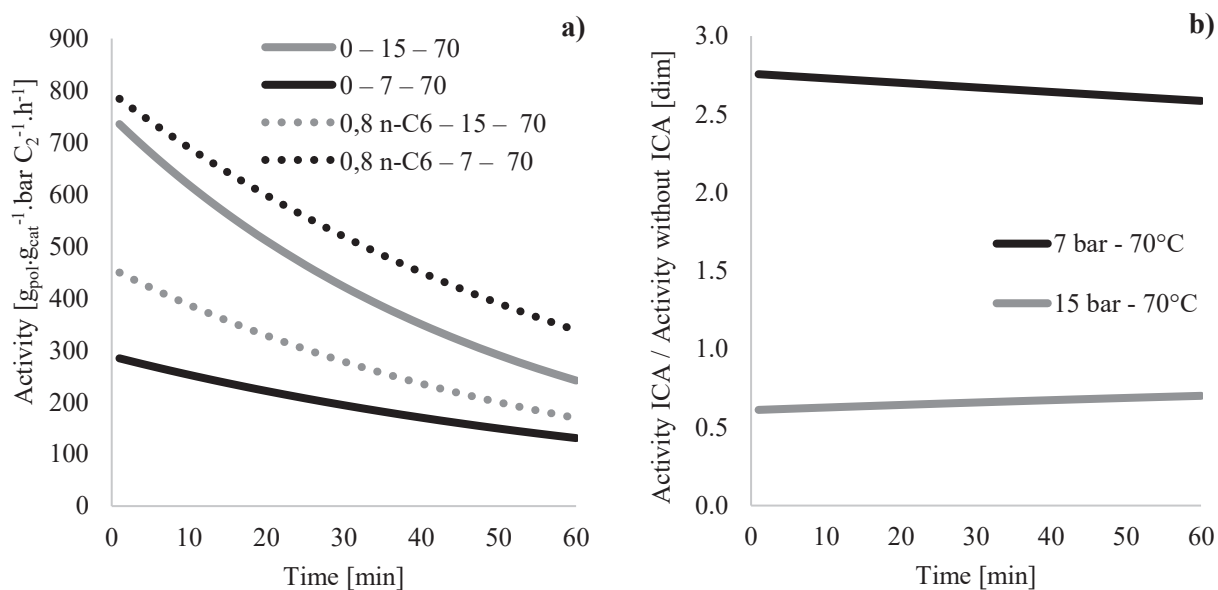 a)
Activity [g_pol.g_cat^-1.bar C_2^-1.h^-1]
900
800
700
600
500
400
300
200
100
0
0 – 15 – 70
0 – 7 – 70
0,8 n-C6 – 15 – 70
0,8 n-C6 – 7 – 70
0 10 20 30 40 50 60
Time [min]
b)
Activity ICA / Activity without ICA [dim]
3.0
2.5
2.0
1.5
1.0
0.5
0.0
7 bar - 70°C
15 bar - 70°C
0 10 20 30 40 50 60
Time [min]